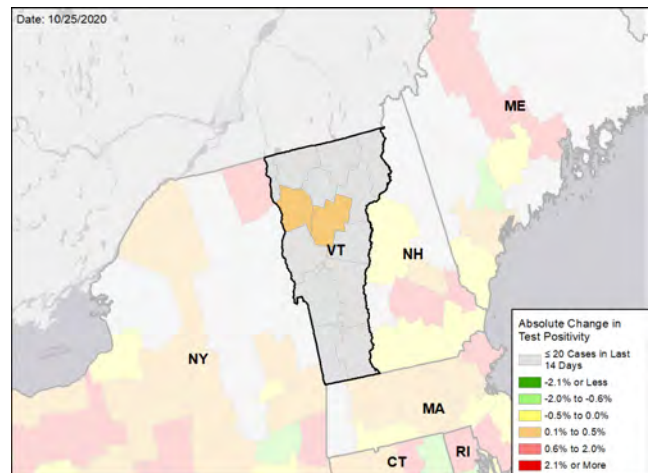 Date: 10/25/2020
ME
VT
NH
NY
MA
CT
RI
Absolute Change in
Test Positivity
≤ 20 Cases in Last
14 Days
-2.1% or Less
-2.0% to -0.6%
-0.5% to 0.0%
0.1% to 0.5%
0.6% to 2.0%
2.1% or More